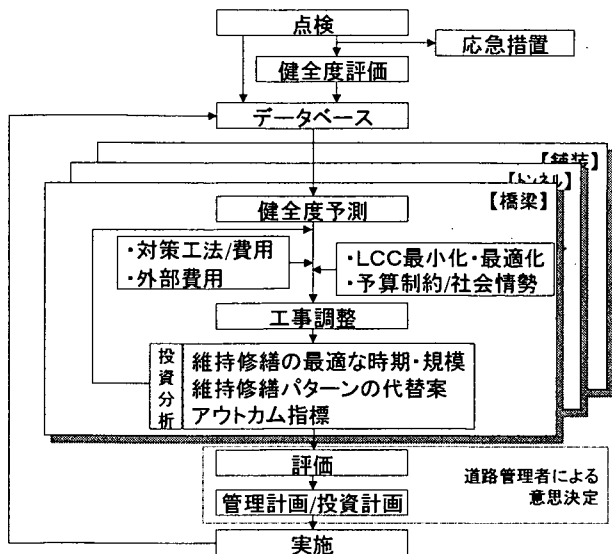 点検
応急措置
健全度評価
データベース
【舗装】
【トンネル】
【橋梁】
健全度予測
・対策工法/費用
・外部費用
・LCC最小化・最適化
・予算制約/社会情勢
工事調整
投資分析
維持修繕の最適な時期・規模
維持修繕パターンの代替案
アウトカム指標
評価
管理計画/投資計画
道路管理者による
意思決定
実施